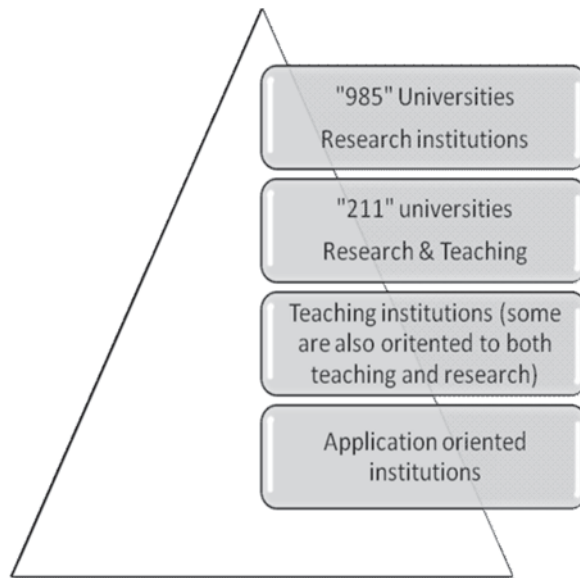 "985" Universities
Research institutions
"211" universities
Research & Teaching
Teaching institutions (some
are also oritented to both
teaching and research)
Application oriented
institutions